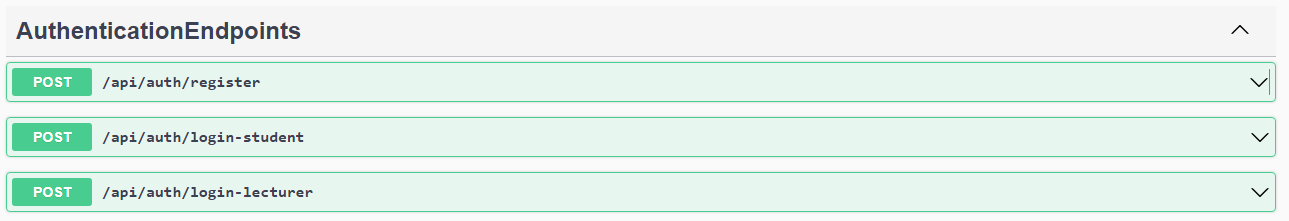 AuthenticationEndpoints
POST /api/auth/register
POST /api/auth/login-student
POST /api/auth/login-lecturer